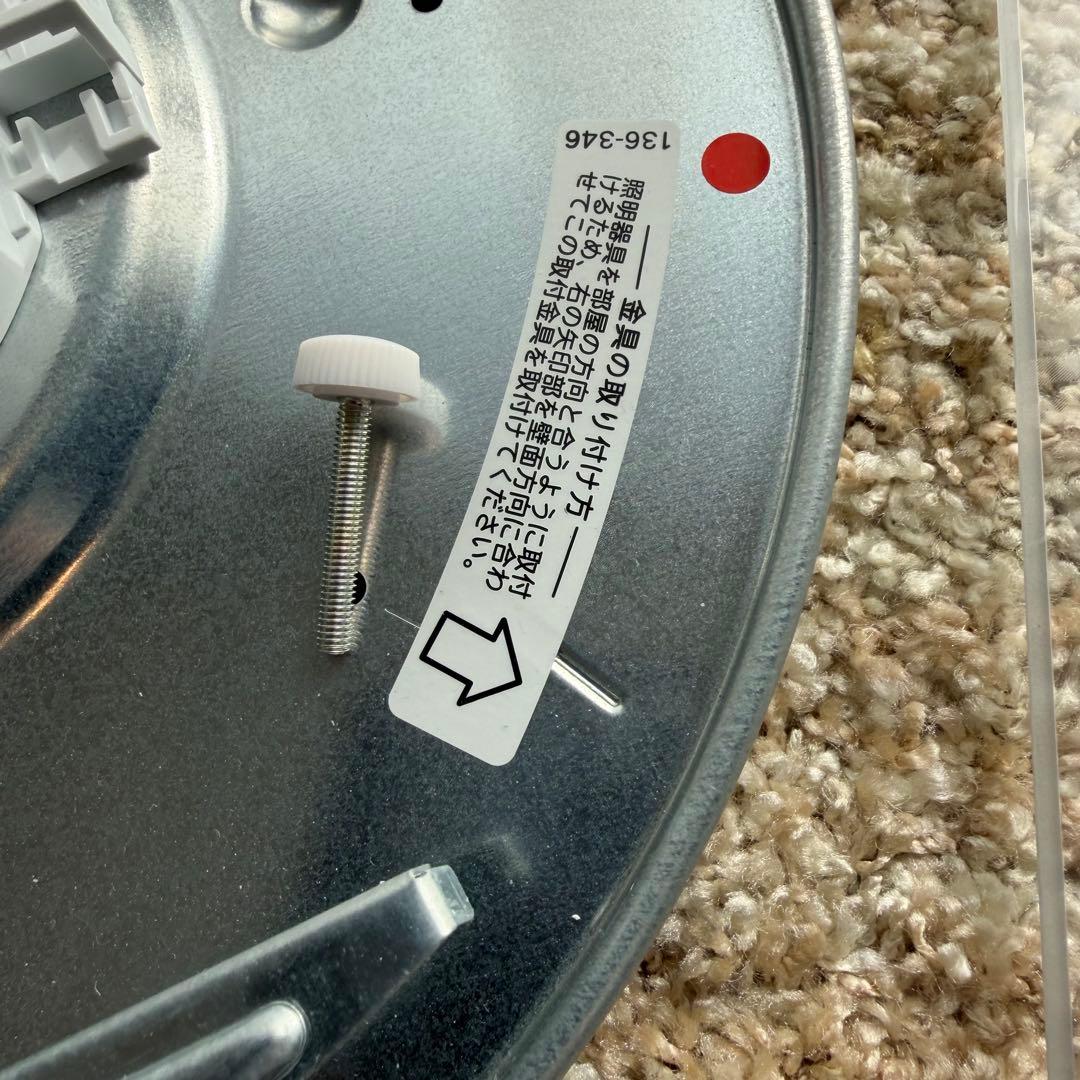 136-346
金具の取り付け方
照明器具を部屋の方向と合うように取付
けるため、右の矢印部を壁面方向に合わ
せてこの取付金具を取付けてください。